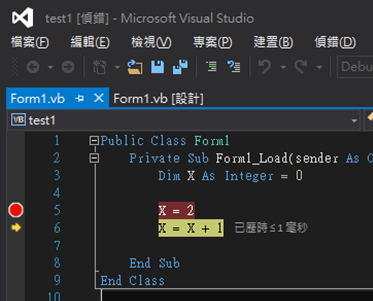 test1 [偵錯] - Microsoft Visual Studio
檔案(F) 編輯(E) 檢視(V) 專案(P) 建置(B) 偵錯(D)
Debu
Form1.vb Form1.vb [設計]
VB test1
1 Public Class Form1
2 Private Sub Form1_Load(sender As O
3 Dim X As Integer = 0
4
5 X = 2
6 X = X + 1 已歷時 ≤ 1 毫秒
7
8 End Sub
9 End Class
10